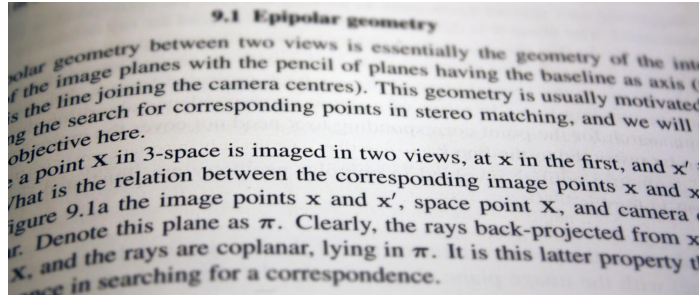 9.1 Epipolar geometry
geometry between two views is essentially the geometry of the
the image planes with the pencil of planes having the baseline as axis
the line joining the camera centres). This geometry is usually motivated
the search for corresponding points in stereo matching, and we will
objective here.
a point X in 3-space is imaged in two views, at x in the first, and x′
is the relation between the corresponding image points x and
9.1a the image points x and x′, space point X, and camera
Denote this plane as π. Clearly, the rays back-projected from x
X, and the rays are coplanar, lying in π. It is this latter property
in searching for a correspondence.